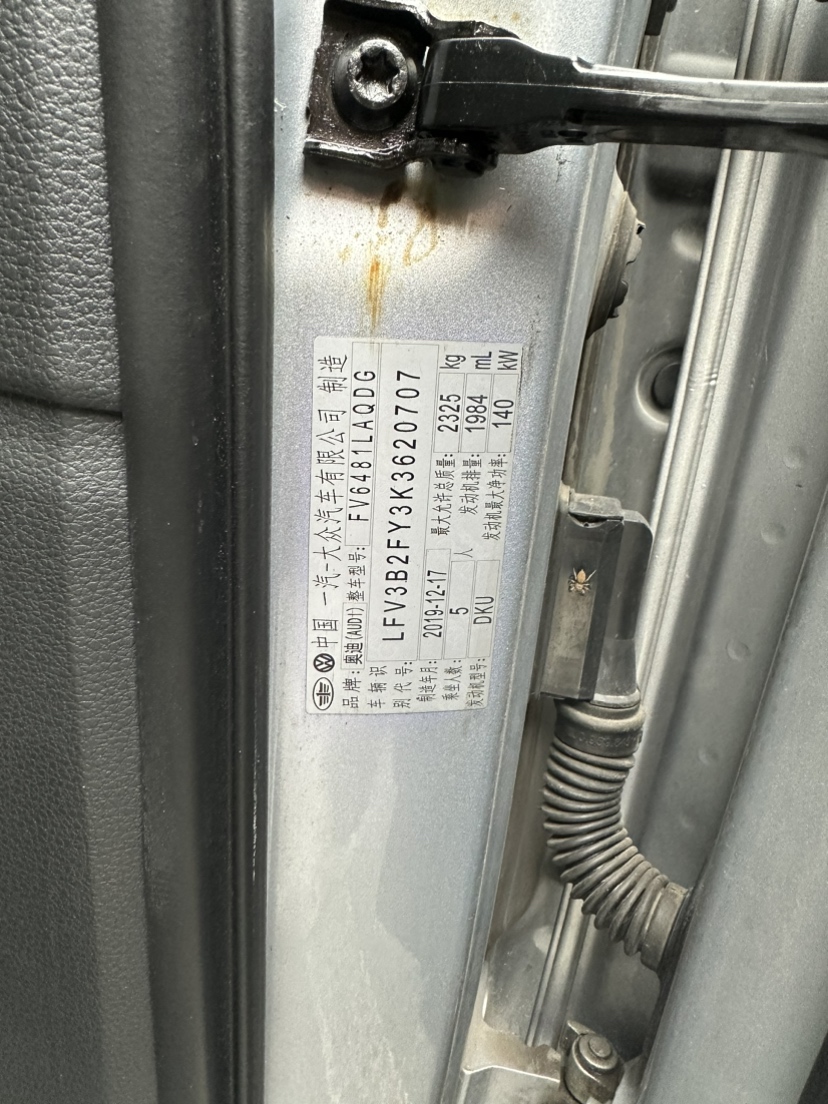 中国 一汽-大众汽车有限公司 制造
品牌: 奥迪(AUDI) 整车型号: FV6481LAQDG
车辆识别代号: LFV3B2FY3K3620707
制造年月: 2019-12-17 最大允许总质量: 2325 kg
乘坐人数: 5 人 发动机排量: 1984 mL
发动机型号: DKU 发动机最大净功率: 140 kW